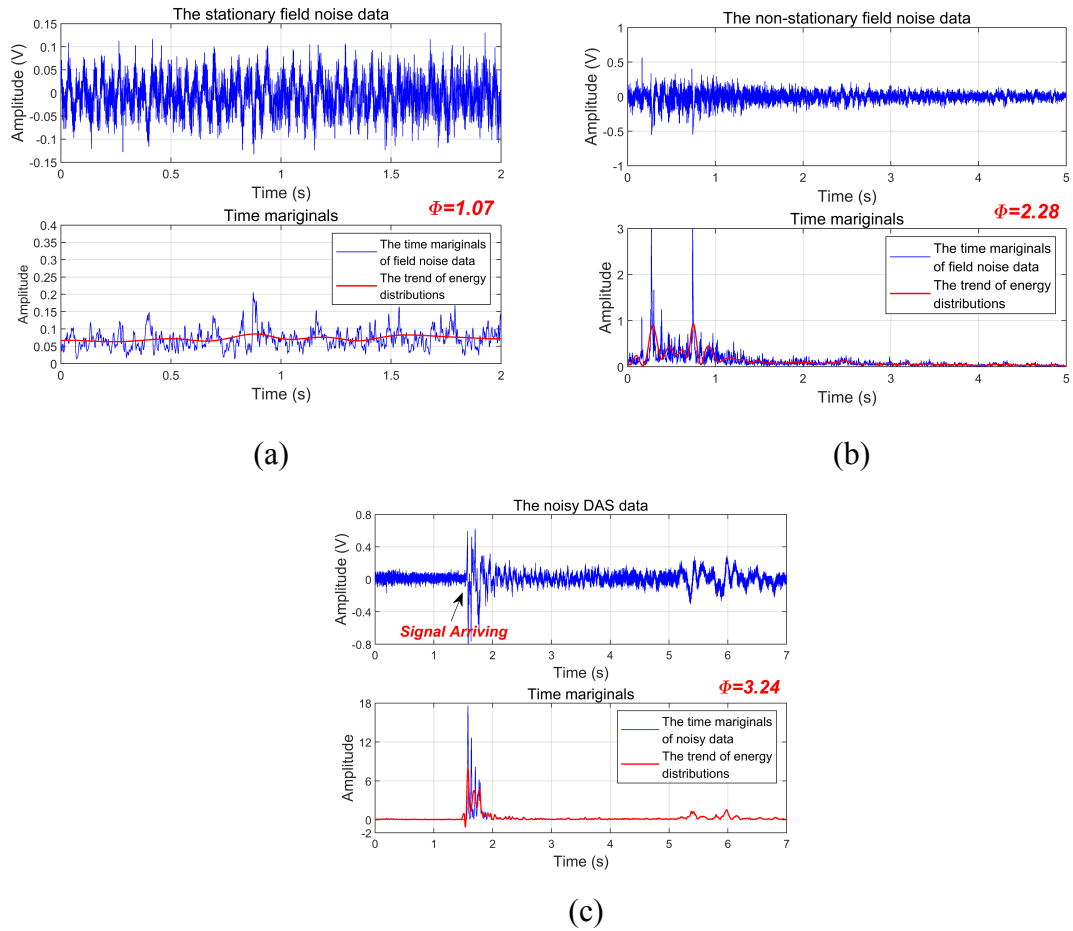 The stationary field noise data
Amplitude (V)
0.15
0.1
0.05
0
-0.05
-0.1
-0.15
0 0.5 1 1.5 2
Time (s)
Φ=1.07
Time mariginals
Amplitude
0.4
0.35
0.3
0.25
0.2
0.15
0.1
0.05
0
The time mariginals
of field noise data
The trend of energy
distributions
0 0.5 1 1.5 2
Time (s)
(a)
The non-stationary field noise data
Amplitude (V)
1
0.5
0
-0.5
-1
0 1 2 3 4 5
Time (s)
Φ=2.28
Time mariginals
Amplitude
3
2
1
0
The time mariginals
of field noise data
The trend of energy
distributions
0 1 2 3 4 5
Time (s)
(b)
The noisy DAS data
Amplitude (V)
0.8
0.4
0
-0.4
-0.8
Signal Arriving
0 1 2 3 4 5 6 7
Time (s)
Φ=3.24
Time mariginals
Amplitude
18
12
6
0
-2
The time mariginals
of noisy data
The trend of energy
distributions
0 1 2 3 4 5 6 7
Time (s)
(c)